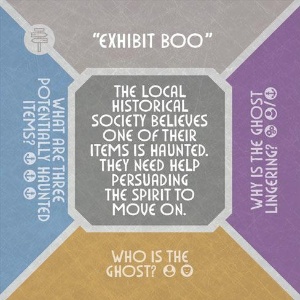 "EXHIBIT BOO"
THE LOCAL
HISTORICAL
SOCIETY BELIEVES
ONE OF THEIR
ITEMS IS HAUNTED.
THEY NEED HELP
PERSUADING
THE SPIRIT TO
MOVE ON.
WHAT ARE THREE
POTENTIALLY HAUNTED
ITEMS?
WHY IS THE GHOST
LINGERING? /
WHO IS THE
GHOST?